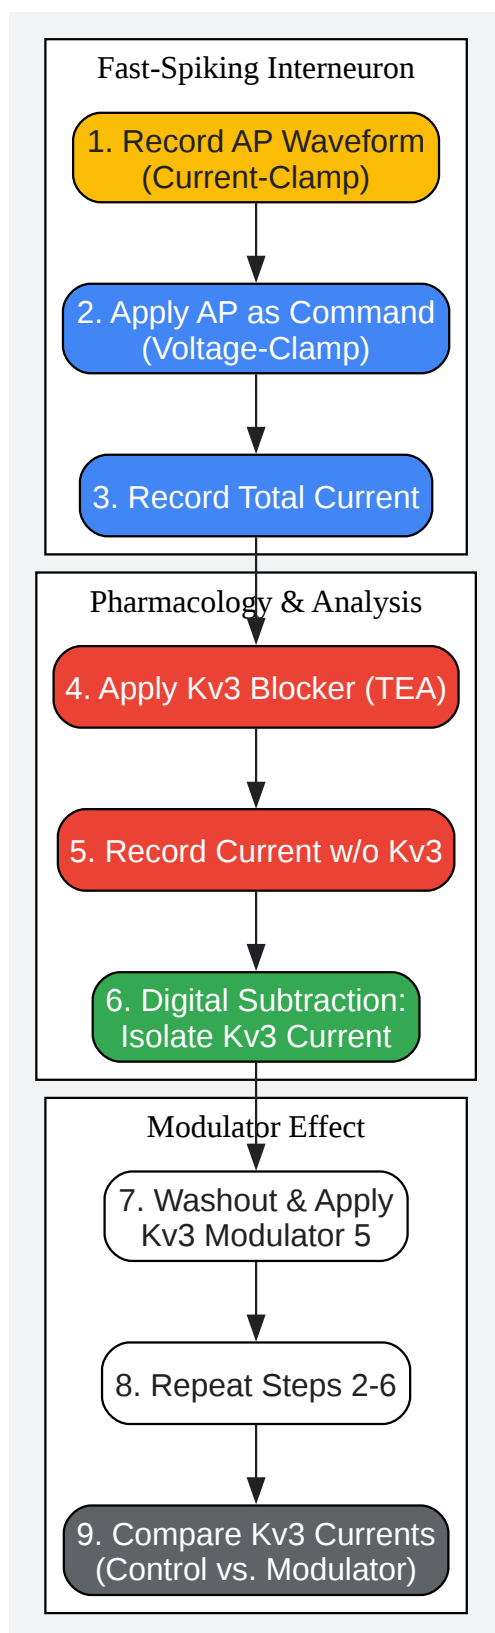 Fast-Spiking Interneuron
1. Record AP Waveform
(Current-Clamp)
2. Apply AP as Command
(Voltage-Clamp)
3. Record Total Current
Pharmacology & Analysis
4. Apply Kv3 Blocker (TEA)
5. Record Current w/o Kv3
6. Digital Subtraction:
Isolate Kv3 Current
Modulator Effect
7. Washout & Apply
Kv3 Modulator 5
8. Repeat Steps 2-6
9. Compare Kv3 Currents
(Control vs. Modulator)